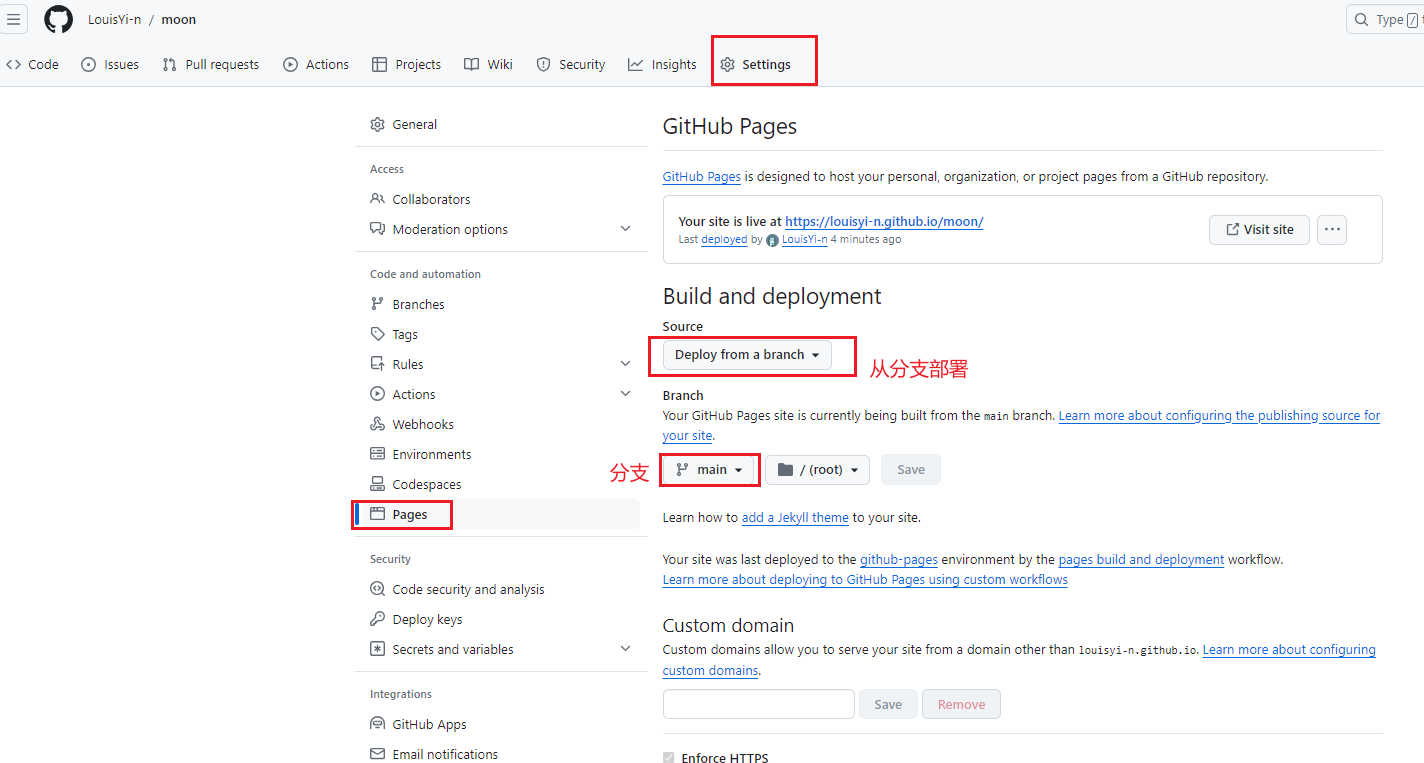 LouisYi-n / moon
Type / t
Code Issues Pull requests Actions Projects Wiki Security Insights Settings
General
Access
Collaborators
Moderation options
Code and automation
Branches
Tags
Rules
Actions
Webhooks
Environments
Codespaces
Pages
Security
Code security and analysis
Deploy keys
Secrets and variables
Integrations
GitHub Apps
Email notifications
GitHub Pages
GitHub Pages is designed to host your personal, organization, or project pages from a GitHub repository.
Your site is live at https://louisyi-n.github.io/moon/
Last deployed by LouisYi-n 4 minutes ago
Visit site
Build and deployment
Source
Deploy from a branch
从分支部署
Branch
Your GitHub Pages site is currently being built from the main branch. Learn more about configuring the publishing source for
your site.
分支 main / (root) Save
Learn how to add a Jekyll theme to your site.
Your site was last deployed to the github-pages environment by the pages build and deployment workflow.
Learn more about deploying to GitHub Pages using custom workflows
Custom domain
Custom domains allow you to serve your site from a domain other than louisyi-n.github.io. Learn more about configuring
custom domains.
Save Remove
Enforce HTTPS